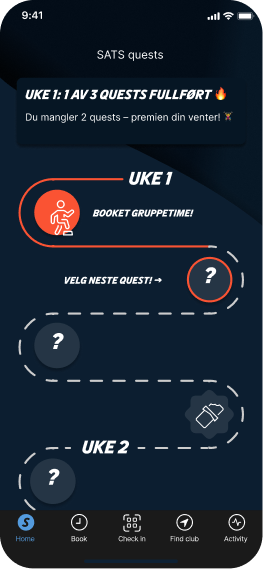 9:41
SATS quests
UKE 1: 1 AV 3 QUESTS FULLFØRT 🔥
Du mangler 2 quests – premien din venter! 🏋️
UKE 1
BOOKET GRUPPETIME!
VELG NESTE QUEST! →
?
?
UKE 2
?
S
Home
Book
Check in
Find club
Activity